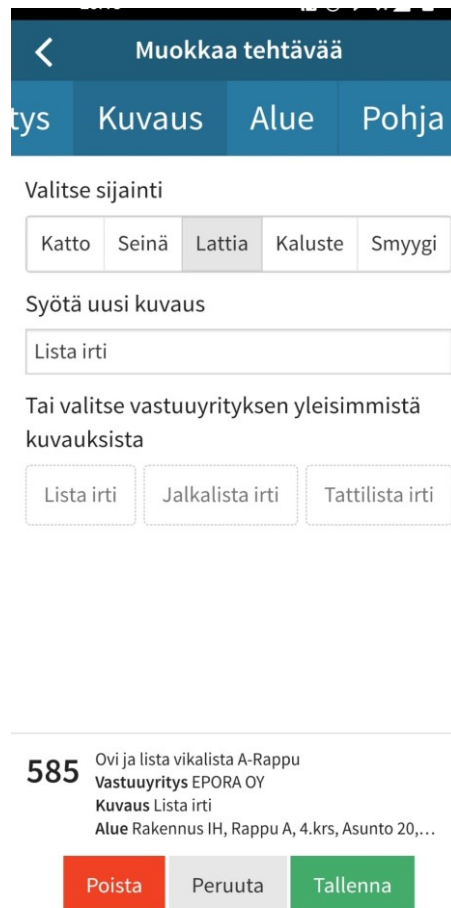 Muokkaa tehtävää
tys Kuvaus Alue Pohja
Valitse sijainti
Katto Seinä Lattia Kaluste Smyygi
Syötä uusi kuvaus
Lista irti
Tai valitse vastuuyrityksen yleisimmistä
kuvauksista
Lista irti Jalkalista irti Tattilista irti
585 Ovi ja lista vikalista A-Rappu
Vastuuyritys EPORA OY
Kuvaus Lista irti
Alue Rakennus IH, Rappu A, 4.krs, Asunto 20,...
Poista Peruuta Tallenna